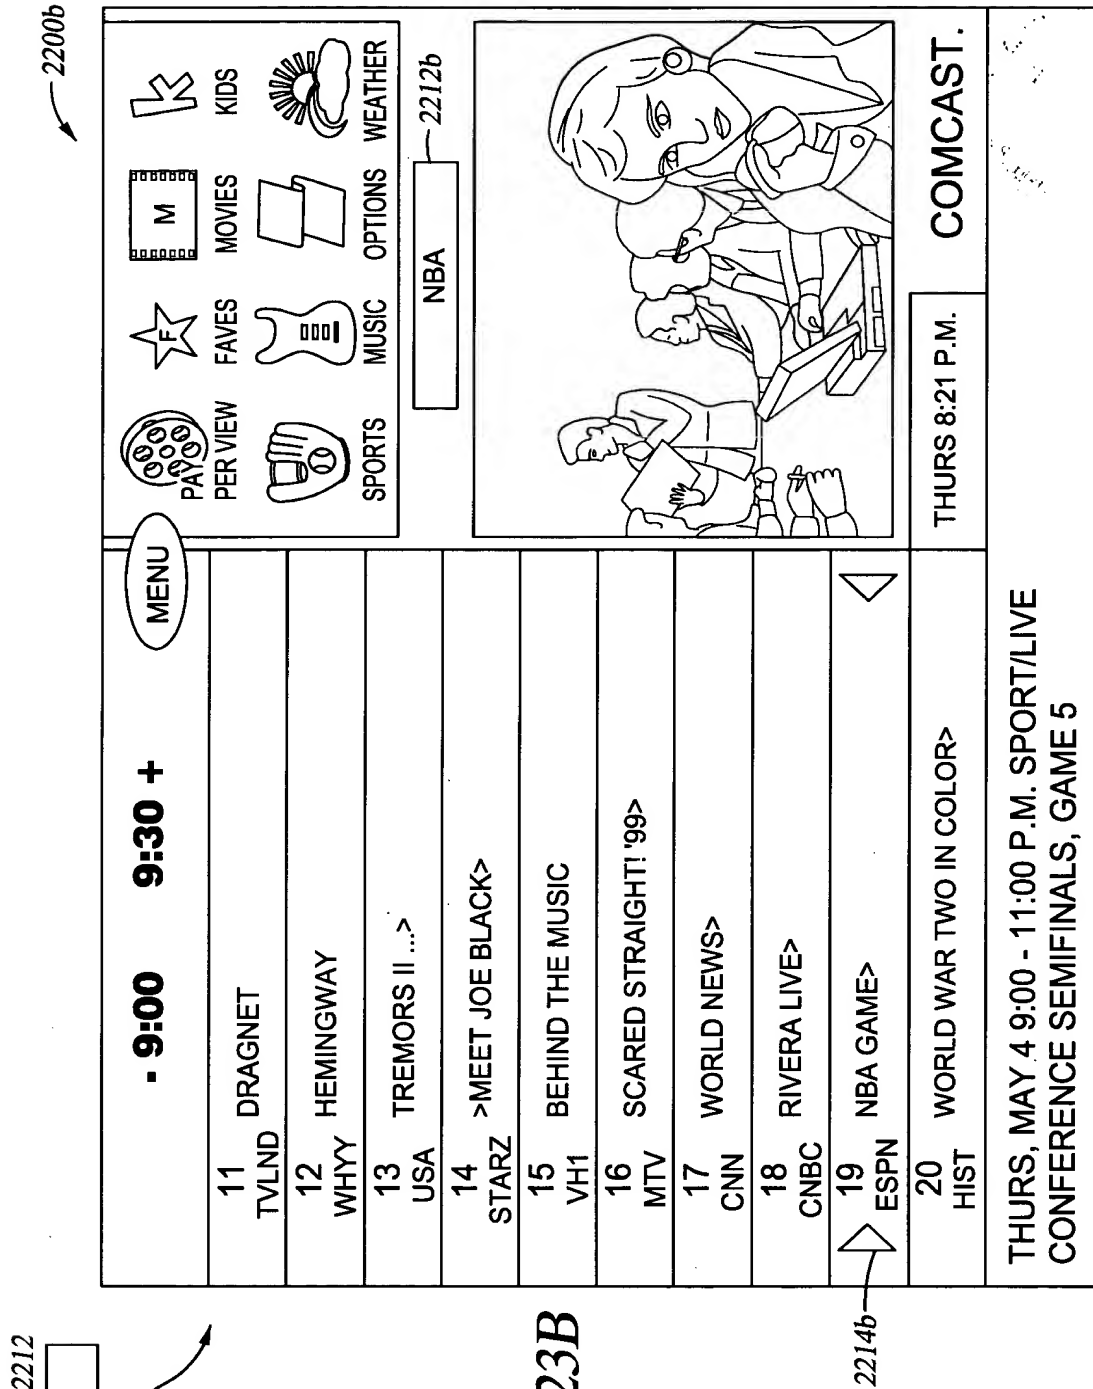 2200b
- 9:00 9:30 +
MENU
11 DRAGNET
TVLND
12 HEMINGWAY
WHYY
13 TREMORS II ...>
USA
14 >MEET JOE BLACK>
STARZ
15 BEHIND THE MUSIC
VH1
16 SCARED STRAIGHT! '99>
MTV
17 WORLD NEWS>
CNN
18 RIVERA LIVE>
CNBC
19 NBA GAME>
ESPN
20 WORLD WAR TWO IN COLOR>
HIST
PAY
PER VIEW
F
FAVES
M
MOVIES
K
KIDS
SPORTS
MUSIC
OPTIONS
WEATHER
NBA
2212b
THURS 8:21 P.M.
COMCAST.
THURS, MAY 4 9:00 - 11:00 P.M. SPORT/LIVE
CONFERENCE SEMIFINALS, GAME 5
2212
2214b
23B